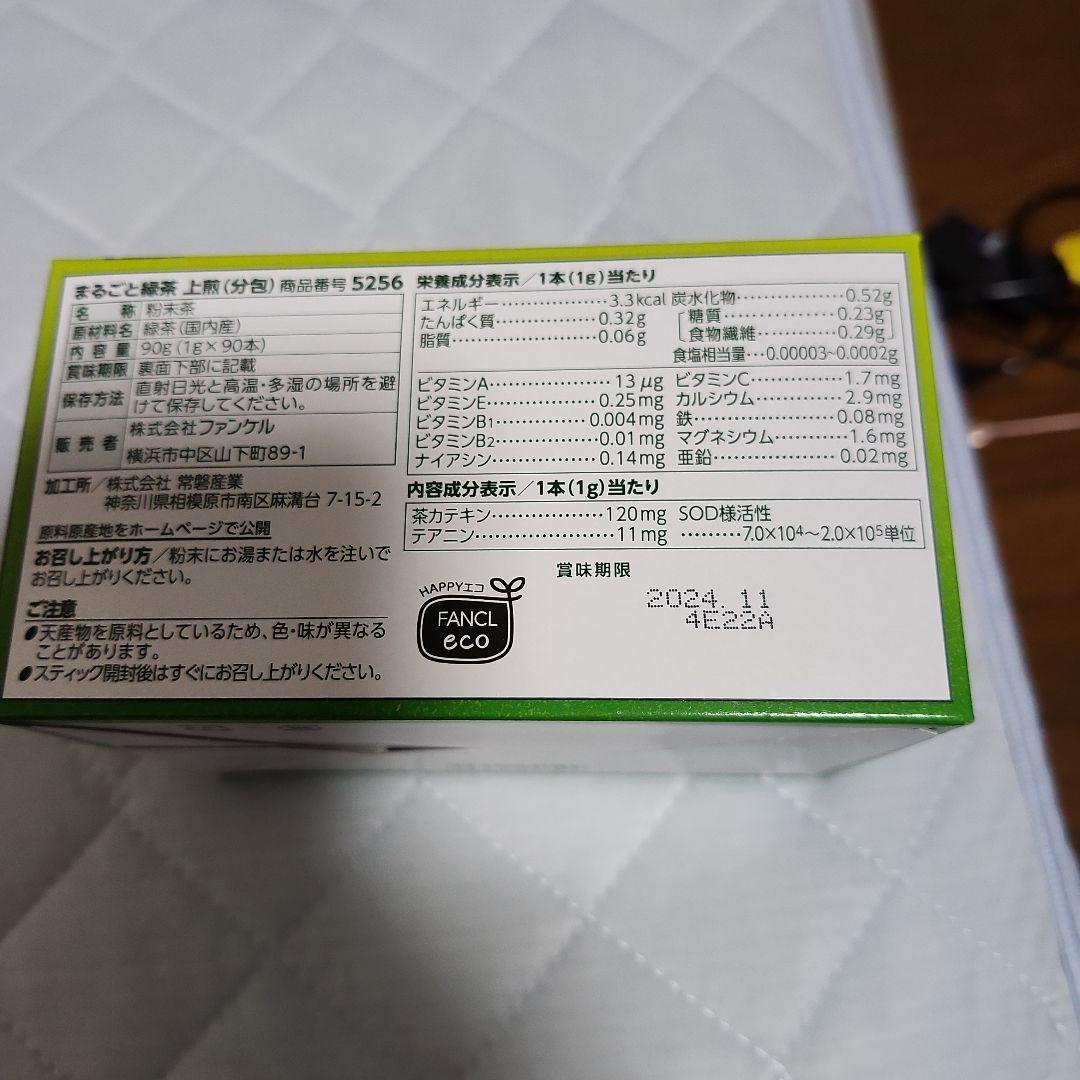 まるごと緑茶 上煎(分包) 商品番号 5256
名 称 粉末茶
原材料名 緑茶(国内産)
内 容 量 90g(1g×90本)
賞味期限 裏面下部に記載
保存方法 直射日光と高温・多湿の場所を避
けて保存してください。
販 売 者 株式会社ファンケル
横浜市中区山下町89-1
加工所/株式会社 常磐産業
神奈川県相模原市南区麻溝台 7-15-2
原料原産地をホームページで公開
お召し上がり方/粉末にお湯または水を注いで
お召し上がりください。
ご注意
●天産物を原料としているため、色・味が異なる
ことがあります。
●スティック開封後はすぐにお召し上がりください。
栄養成分表示/1本(1g)当たり
エネルギー……………3.3kcal
たんぱく質……………0.32g
脂質……………………0.06g
炭水化物………………0.52g
糖質……………………0.23g
食物繊維………………0.29g
食塩相当量…0.00003~0.0002g
ビタミンA…………………13μg
ビタミンE………………0.25mg
ビタミンB1……………0.004mg
ビタミンB2………………0.01mg
ナイアシン………………0.14mg
ビタミンC………………1.7mg
カルシウム………………2.9mg
鉄………………………0.08mg
マグネシウム……………1.6mg
亜鉛……………………0.02mg
内容成分表示/1本(1g)当たり
茶カテキン………………120mg
テアニン……………………11mg
SOD様活性
………7.0×10⁴~2.0×10⁵単位
HAPPYエコ
FANCL
eco
賞味期限
2024.11
4E22A